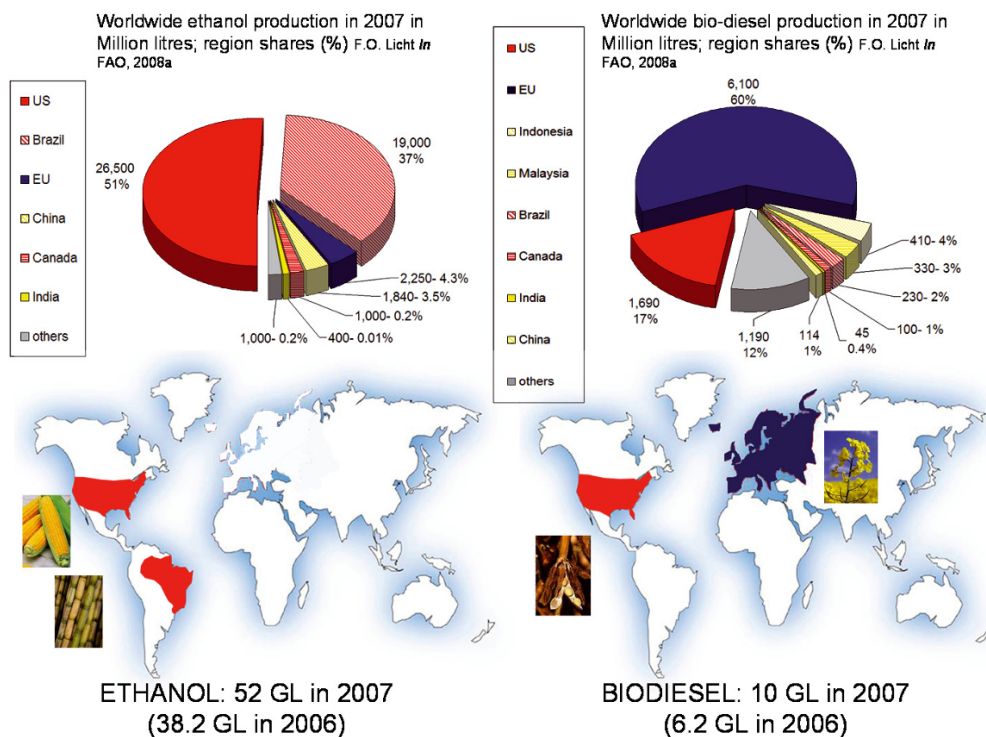 Worldwide ethanol production in 2007 in
Million litres; region shares (%) F.O. Licht In
FAO, 2008a
US
Brazil
EU
China
Canada
India
others
26,500
51%
19,000
37%
2,250- 4.3%
1,840- 3.5%
1,000- 0.2%
400- 0.01%
1,000- 0.2%
ETHANOL: 52 GL in 2007
(38.2 GL in 2006)
Worldwide bio-diesel production in 2007 in
Million litres; region shares (%) F.O. Licht In
FAO, 2008a
US
EU
Indonesia
Malaysia
Brazil
Canada
India
China
others
6,100
60%
410- 4%
330- 3%
230- 2%
100- 1%
45
0.4%
114
1%
1,190
12%
1,690
17%
BIODIESEL: 10 GL in 2007
(6.2 GL in 2006)